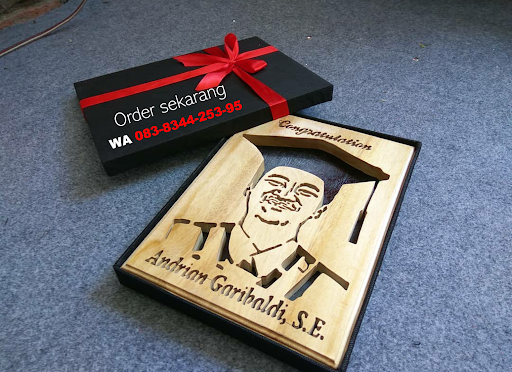 Order sekarang
WA 083-8344-253-95
Congratulation
Andrian Garibaldi, S.E.